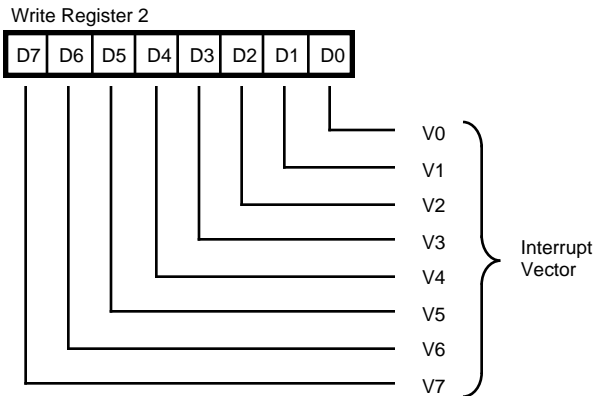 Write Register 2
D7 D6 D5 D4 D3 D2 D1 D0
V0
V1
V2
V3
V4
V5
V6
V7
Interrupt
Vector